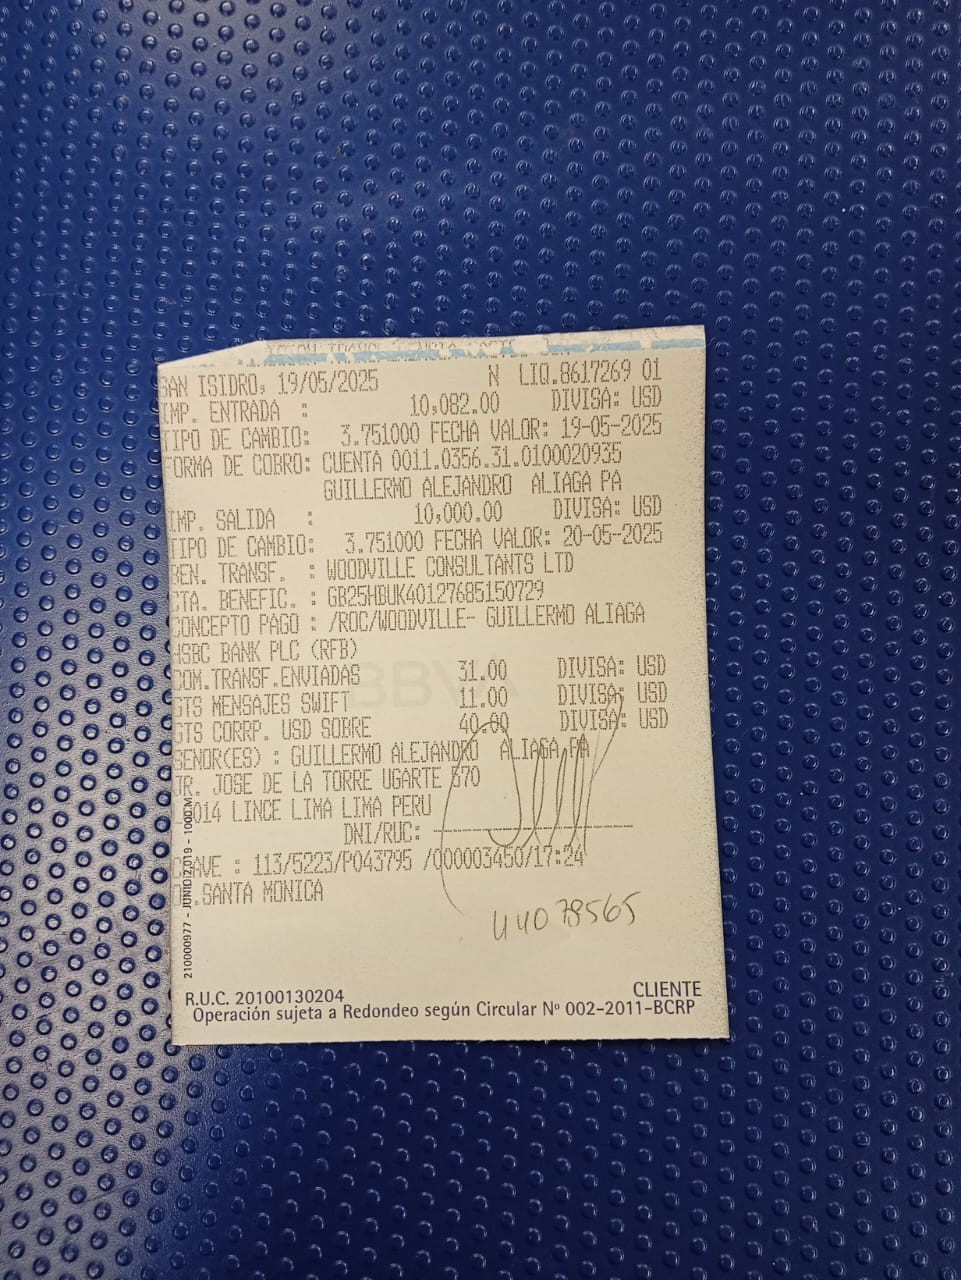 SAN ISIDRO, 19/05/2025 N LIQ.8617269 01
IMP. ENTRADA : 10,082.00 DIVISA: USD
TIPO DE CAMBIO: 3.751000 FECHA VALOR: 19-05-2025
FORMA DE COBRO: CUENTA 0011.0356.31.0100020935
GUILLERMO ALEJANDRO ALIAGA PA
IMP. SALIDA : 10,000.00 DIVISA: USD
TIPO DE CAMBIO: 3.751000 FECHA VALOR: 20-05-2025
BEN. TRANSF. : WOODVILLE CONSULTANTS LTD
CTA. BENEFIC. : GB25HBUK40127685150729
CONCEPTO PAGO : /ROC/WOODVILLE- GUILLERMO ALIAGA
HSBC BANK PLC (RFB)
COM.TRANSF.ENVIADAS 31.00 DIVISA: USD
BBVA
GTS MENSAJES SWIFT 11.00 DIVISA: USD
GTS CORRP. USD SOBRE 40.00 DIVISA: USD
SENOR(ES) : GUILLERMO ALEJANDRO ALIAGA PA
JR. JOSE DE LA TORRE UGARTE 370
L0014 LINCE LIMA LIMA PERU
DNI/RUC:
CLAVE : 113/5223/P043795 /000003450/17:24
OF.SANTA MONICA
44078565
210000977 - JUNIO 2,019 - 100CM
R.U.C. 20100130204 CLIENTE
Operación sujeta a Redondeo según Circular Nº 002-2011-BCRP